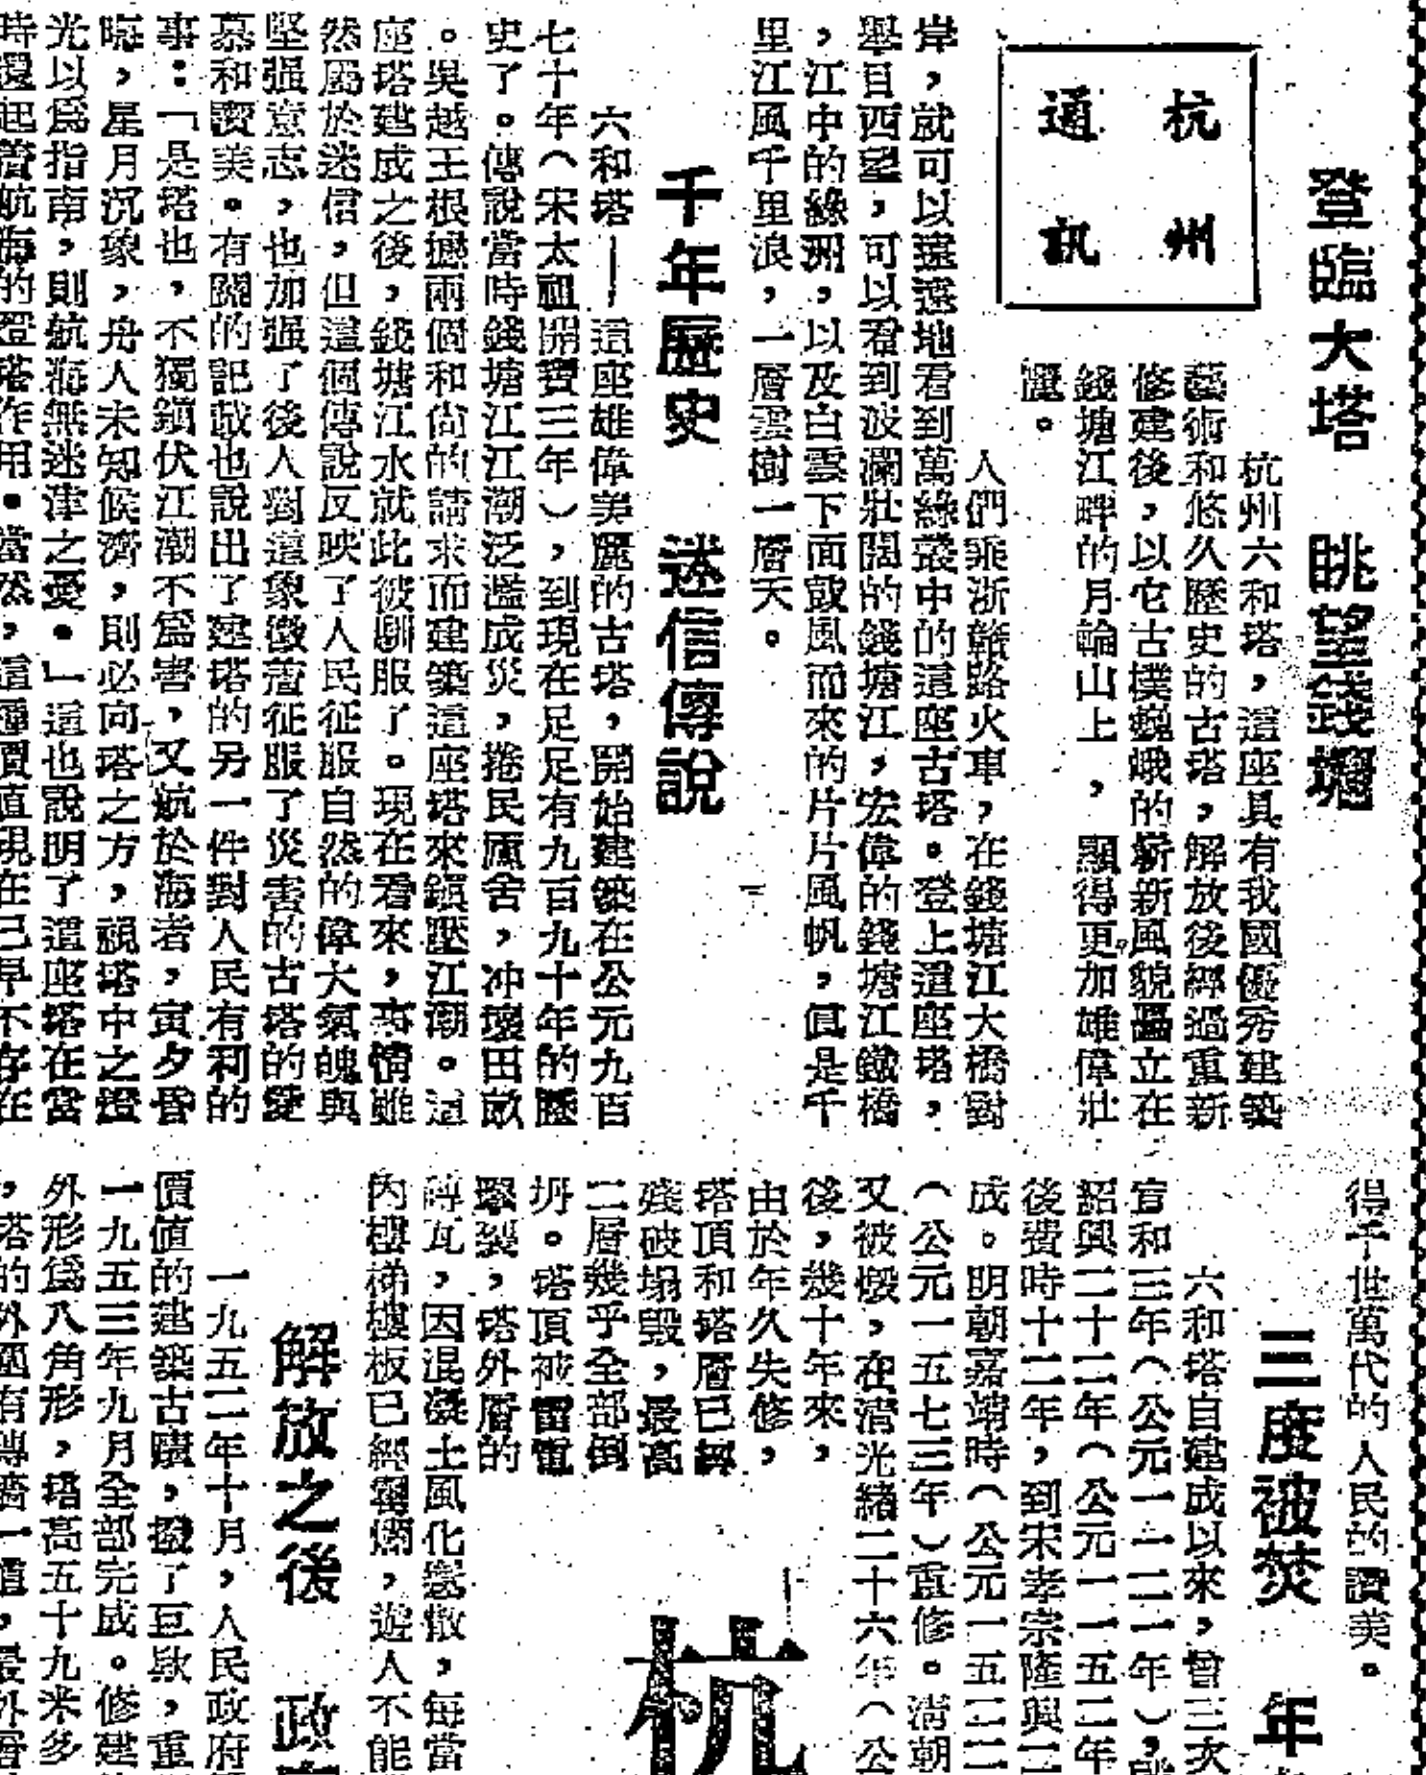 登臨大塔　眺望錢塘
杭州
通訊
杭州六和塔，這座具有我國優秀建築
藝術和悠久歷史的古塔，解放後經過重新
修建後，以它古樸巍峨的嶄新風貌矗立在
錢塘江畔的月輪山上，顯得更加雄偉壯
麗。
人們乘浙贛路火車，在錢塘江大橋對
岸，就可以遠遠地看到萬綠叢中的這座古塔。登上這座塔，
舉目西望，可以看到波瀾壯闊的錢塘江，宏偉的錢塘江鐵橋
，江中的綠洲，以及白雲下面戧風而來的片片風帆，眞是千
里江風千里浪，一層雲樹一層天。
千年歷史　迷信傳說
六和塔——這座雄偉美麗的古塔，開始建築在公元九百
七十年（宋太祖開寶三年），到現在足足有九百九十年的歷
史了。傳說當時錢塘江江潮泛濫成災，捲民廬舍，冲壞田畝
。吳越王根據兩個和尙的請求而建築這座塔來鎭壓江潮。這
座塔建成之後，錢塘江水就此被馴服了。現在看來，事情雖
然屬於迷信，但這個傳說反映了人民征服自然的偉大氣魄與
堅强意志，也加强了後人對這象徵着征服了災害的古塔的愛
慕和讚美。有關的記載也說出了建塔的另一件對人民有利的
事：「是塔也，不獨鎭伏江潮不爲害，又航於海者，寅夕昏
晦，星月沉象，舟人未知候濟，則必向塔之方，視塔中之燈
光以爲指南，則航海無迷津之憂。」這也說明了這座塔在當
時還起着航海的燈塔作用。當然，這種價值現在已早不存在
得千世萬代的人民的讚美。
三度被焚　年
六和塔自建成以來，曾三次
宣和三年（公元一一二一年），
紹興二十二年（公元一一五二年
後費時十二年，到宋孝宗隆興二
成。明朝嘉靖時（公元一五二二
（公元一五七三年）重修。淸朝
又被燬，在淸光緒二十六年（公
後，幾十年來，
由於年久失修，
塔頂和塔層已經
殘破塌毀，最高
二層幾乎全部倒
坍。塔頂被雷電
擊裂，塔外層的
磚瓦，因混凝土風化鬆散，每當
內樓梯樓板已經霉爛，遊人不能
杭
解放之後　政
一九五二年十月，人民政府
價值的建築古蹟，撥了巨欵，重
一九五三年九月全部完成。修建
外形爲八角形，塔高五十九米多
，塔的外面有磚牆一道，最外層